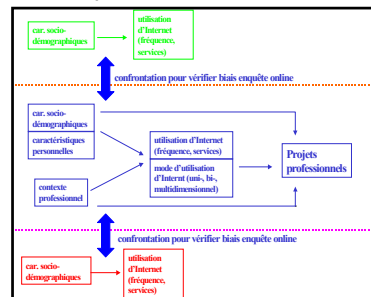 car. socio-
démographiques
utilisation
d'Internet
(fréquence,
services)
confrontation pour vérifier biais enquête online
car. socio-
démographiques
caractéristiques
personnelles
contexte
professionnel
utilisation d'Internet
(fréquence, services)
mode d'utilisation
d'Internt (uni-, bi-,
multidimensionnel)
Projets
professionnels
confrontation pour vérifier biais enquête online
car. socio-
démographiques
utilisation
d'Internet
(fréquence,
services)